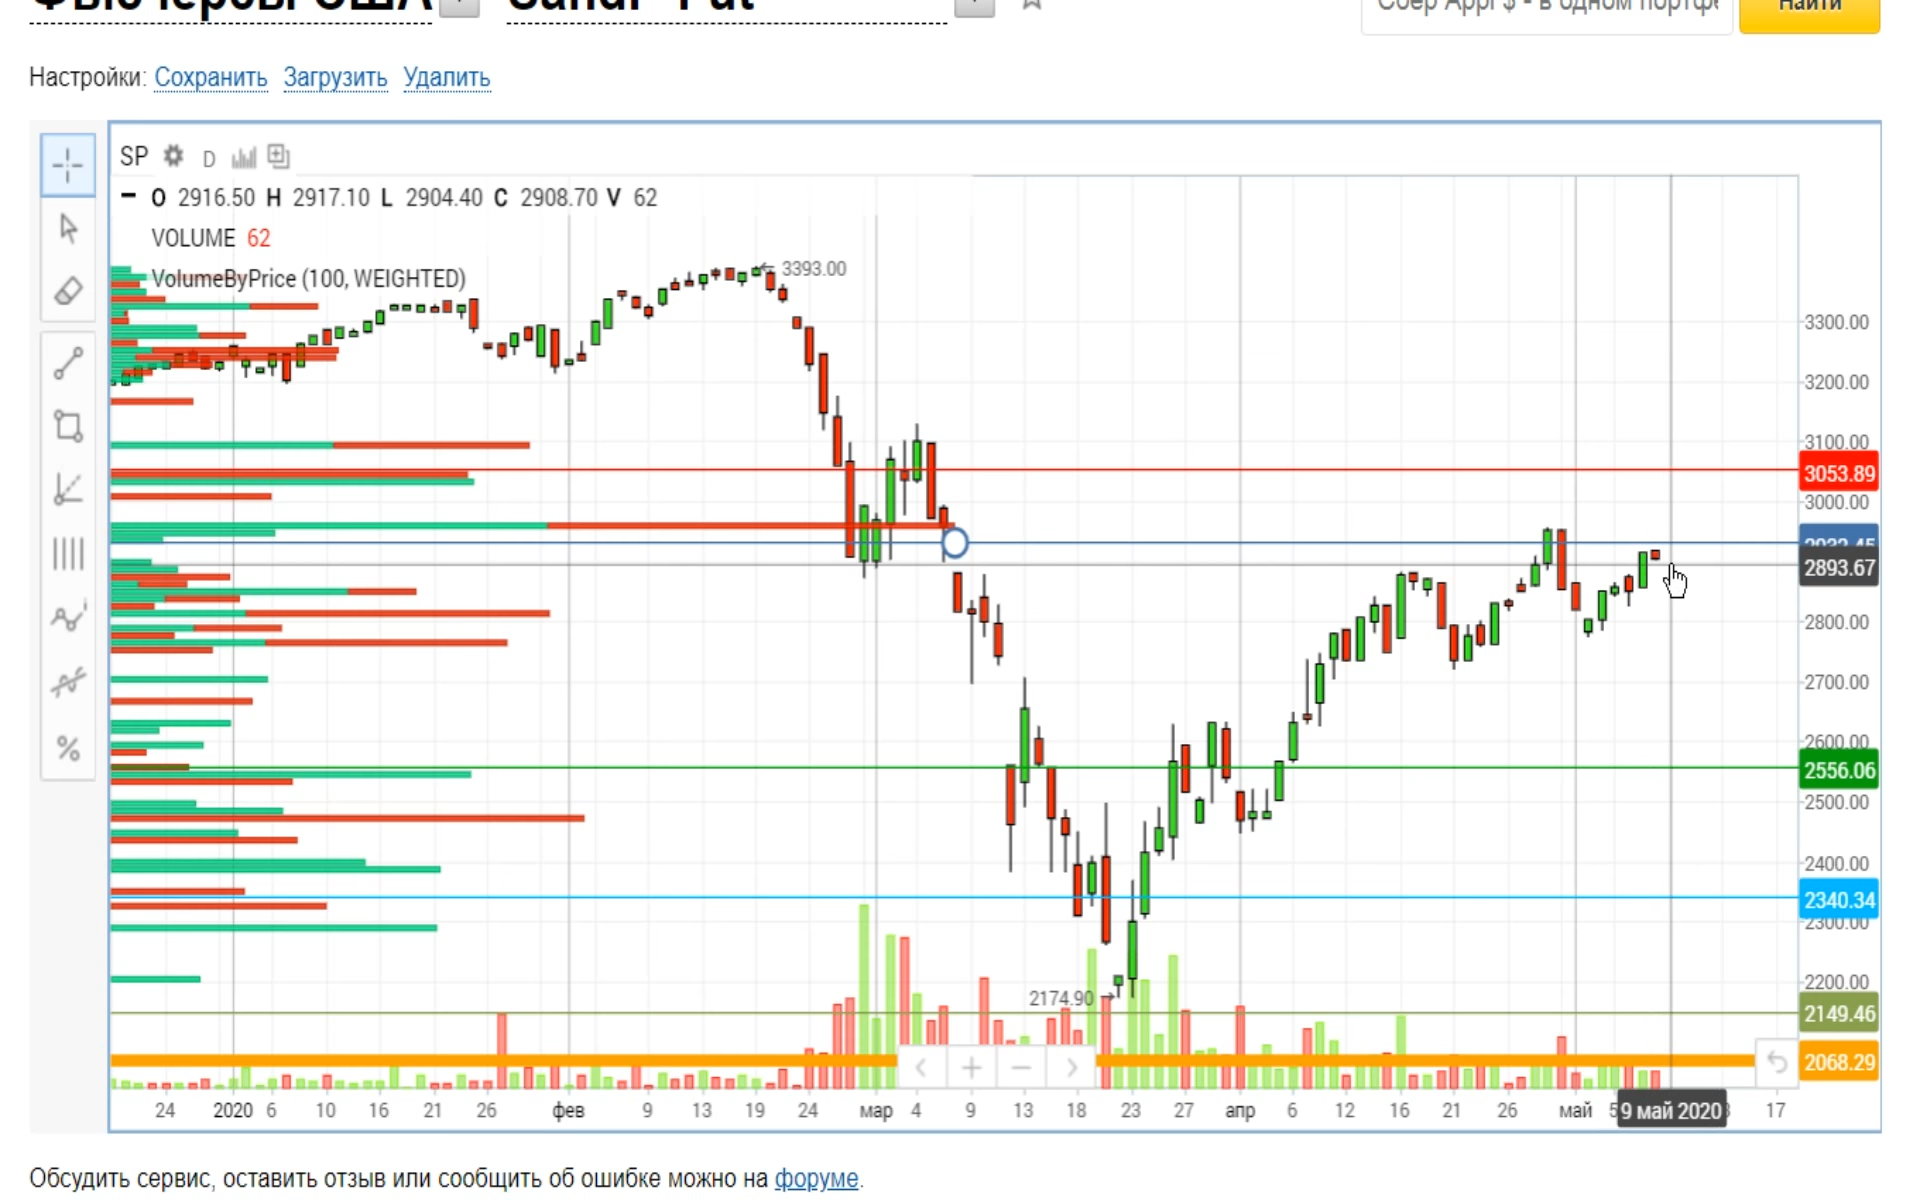 Настройки: Сохранить Загрузить Удалить
SP D
O 2916.50 H 2917.10 L 2904.40 C 2908.70 V 62
VOLUME 62
VolumeByPrice (100, WEIGHTED)
3393.00
3300.00
3200.00
3100.00
3053.89
3000.00
2932.45
2893.67
2800.00
2700.00
2600.00
2556.06
2500.00
2400.00
2340.34
2300.00
2200.00
2174.90
2149.46
2068.29
24 2020 6 10 16 21 26 фев 9 13 19 24 мар 4 9 13 18 23 27 апр 6 12 16 21 26 май 5 9 май 2020 17
Обсудить сервис, оставить отзыв или сообщить об ошибке можно на форуме.